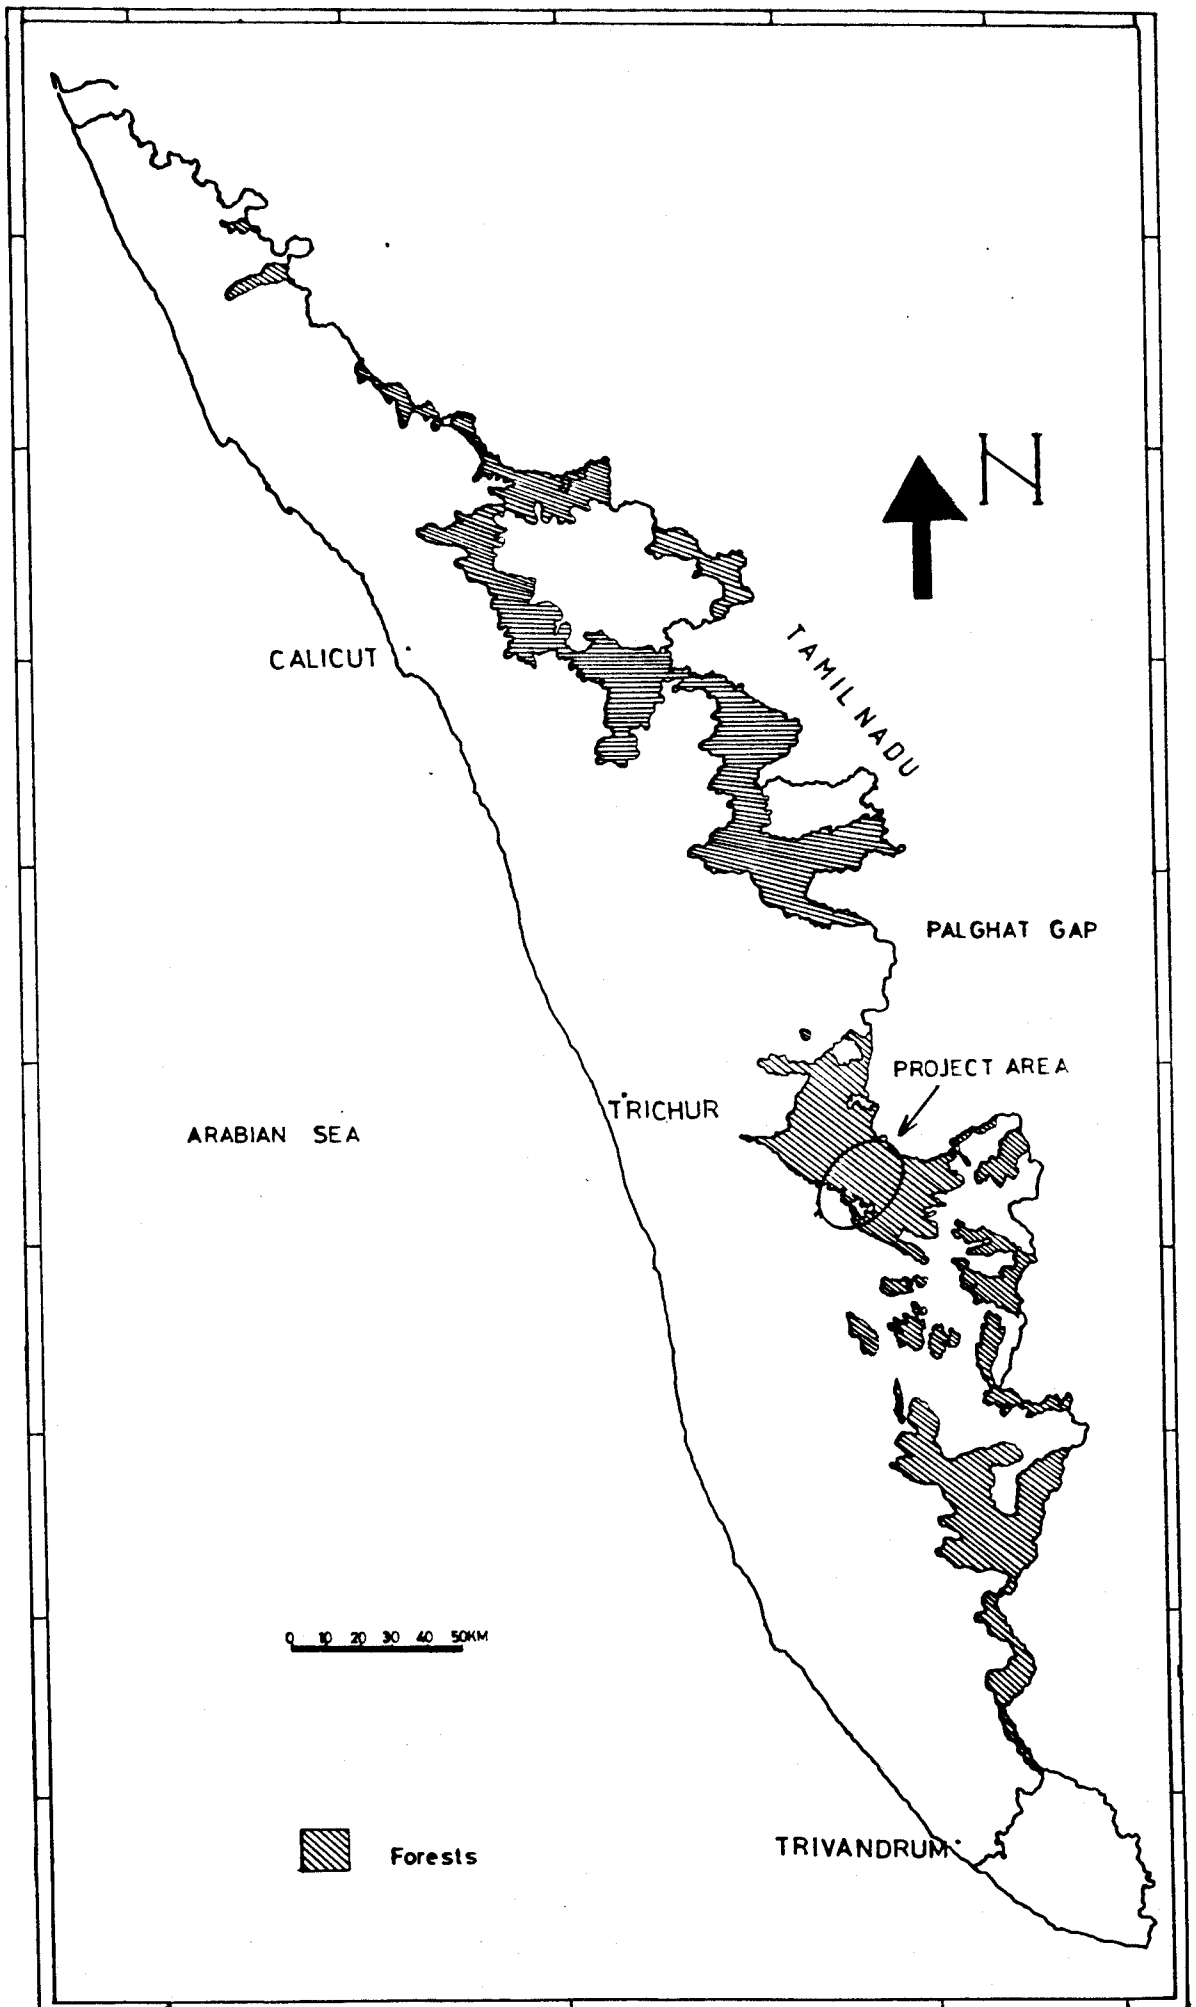 N
CALICUT
TAMIL NADU
PALGHAT GAP
PROJECT AREA
TRICHUR
ARABIAN SEA
0 10 20 30 40 50KM
Forests
TRIVANDRUM